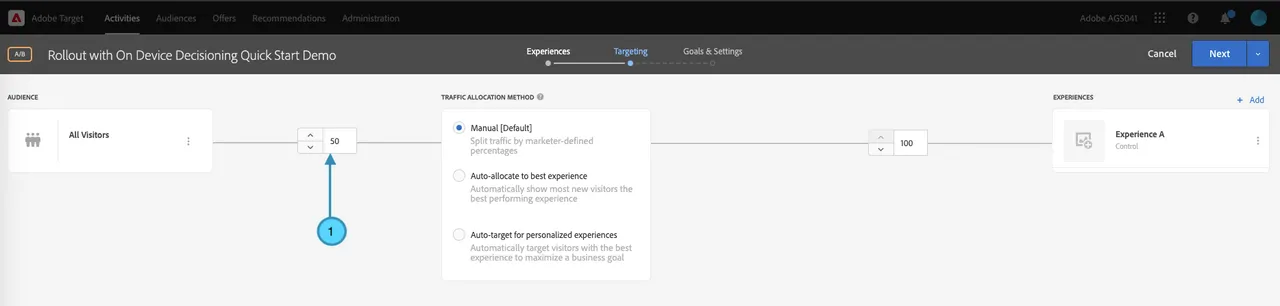 Adobe Target
Activities
Audiences
Offers
Recommendations
Administration
Adobe.AGS041
A/B
Rollout with On Device Decisioning Quick Start Demo
Experiences
Targeting
Goals & Settings
Cancel
Next
AUDIENCE
TRAFFIC ALLOCATION METHOD
EXPERIENCES
+ Add
All Visitors
50
Manual [Default]
Split traffic by marketer-defined
percentages
Auto-allocate to best experience
Automatically show most new visitors the
best performing experience
Auto-target for personalized experiences
Automatically target visitors with the best
experience to maximize a business goal
100
Experience A
Control
1